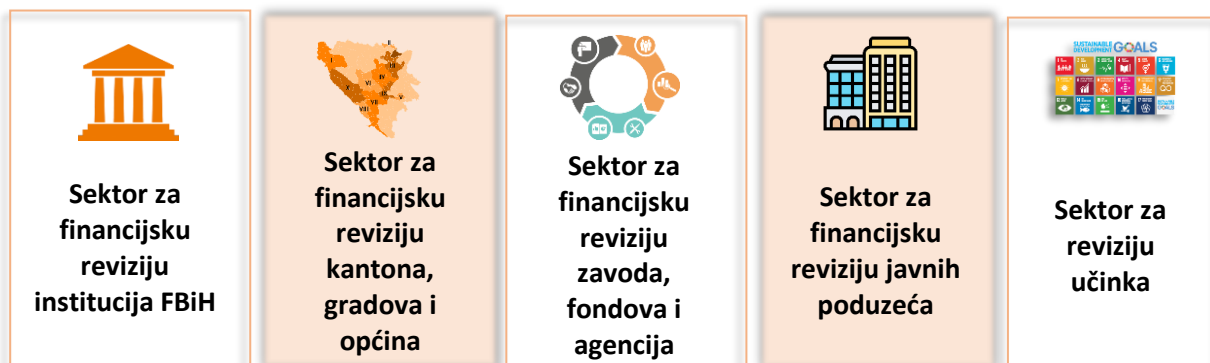 Sektor za
financijsku
reviziju
institucija FBiH
Sektor za
financijsku
reviziju
kantona,
gradova i
općina
Sektor za
financijsku
reviziju
zavoda,
fondova i
agencija
Sektor za
financijsku
reviziju javnih
poduzeća
SUSTAINABLE
DEVELOPMENT GOALS
Sektor za
reviziju
učinka